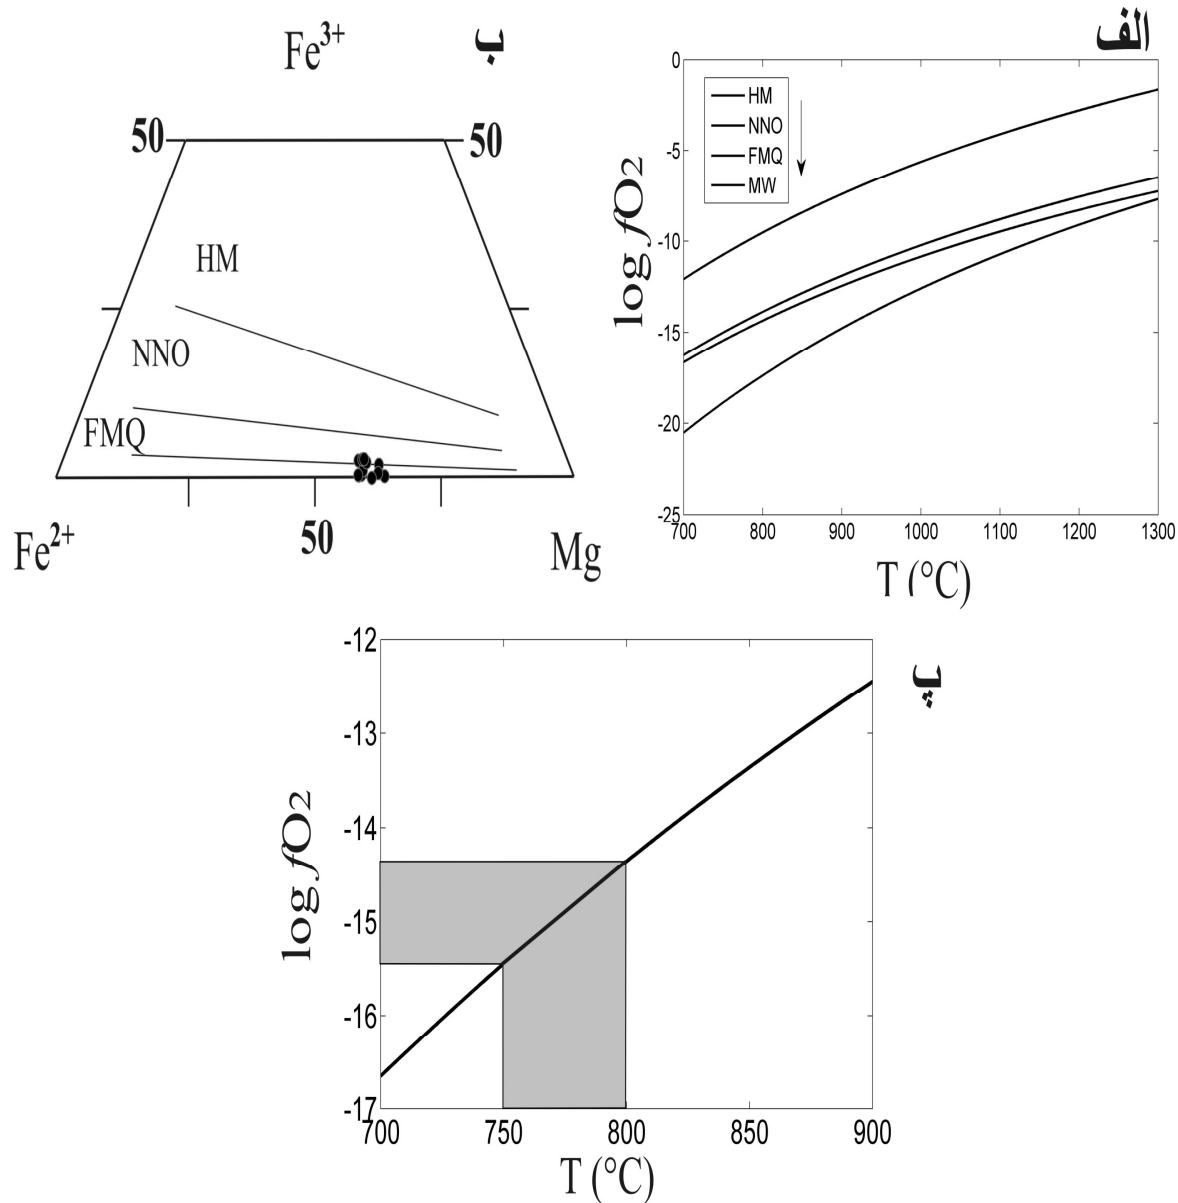 الف
0
-5
-10
-15
-20
-25
HM
NNO
FMQ
MW
log fO2
700 800 900 1000 1100 1200 1300
T (°C)
ب
Fe3+
50 50
HM
NNO
FMQ
50
Fe2+ Mg
پ
-12
-13
-14
-15
-16
-17
log fO2
700 750 800 850 900
T (°C)